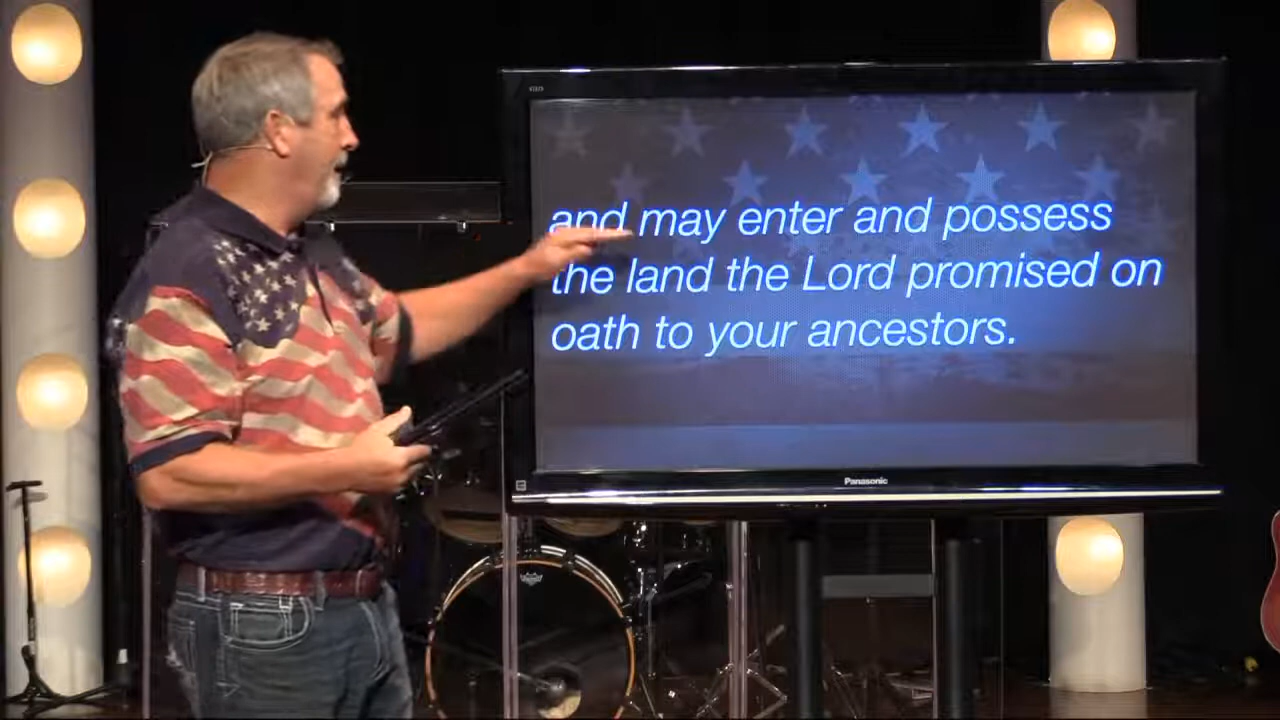 and may enter and possess
the land the Lord promised on
oath to your ancestors.
Panasonic